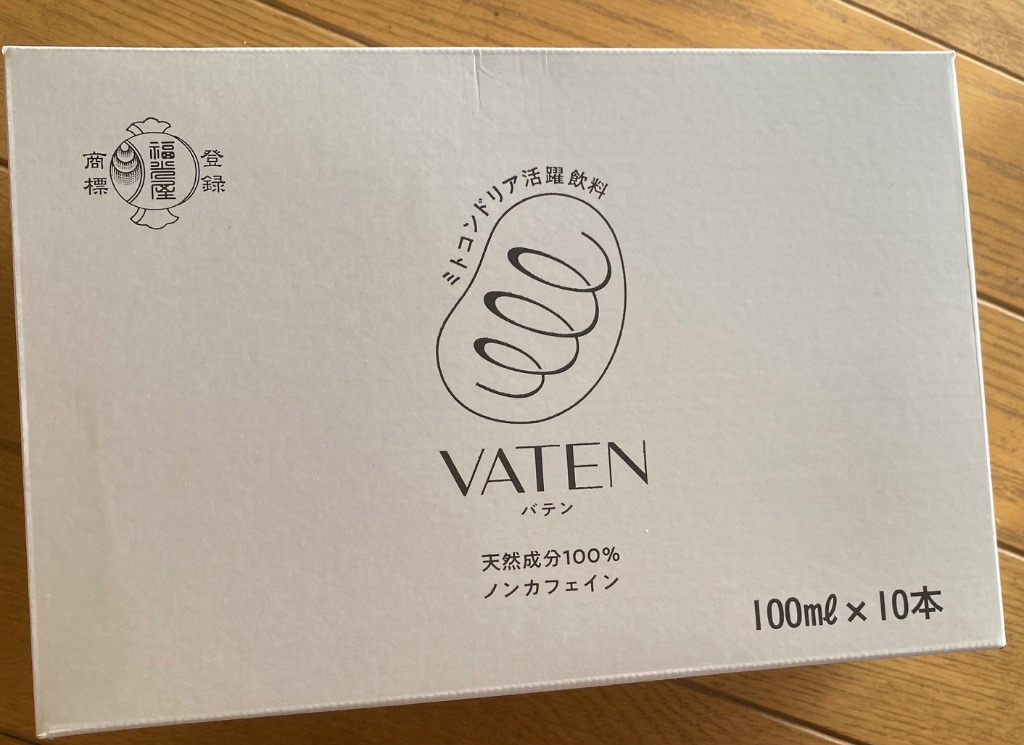 登録
商標
福光屋
ミトコンドリア活躍飲料
VATEN
バテン
天然成分100%
ノンカフェイン
100mℓ×10本